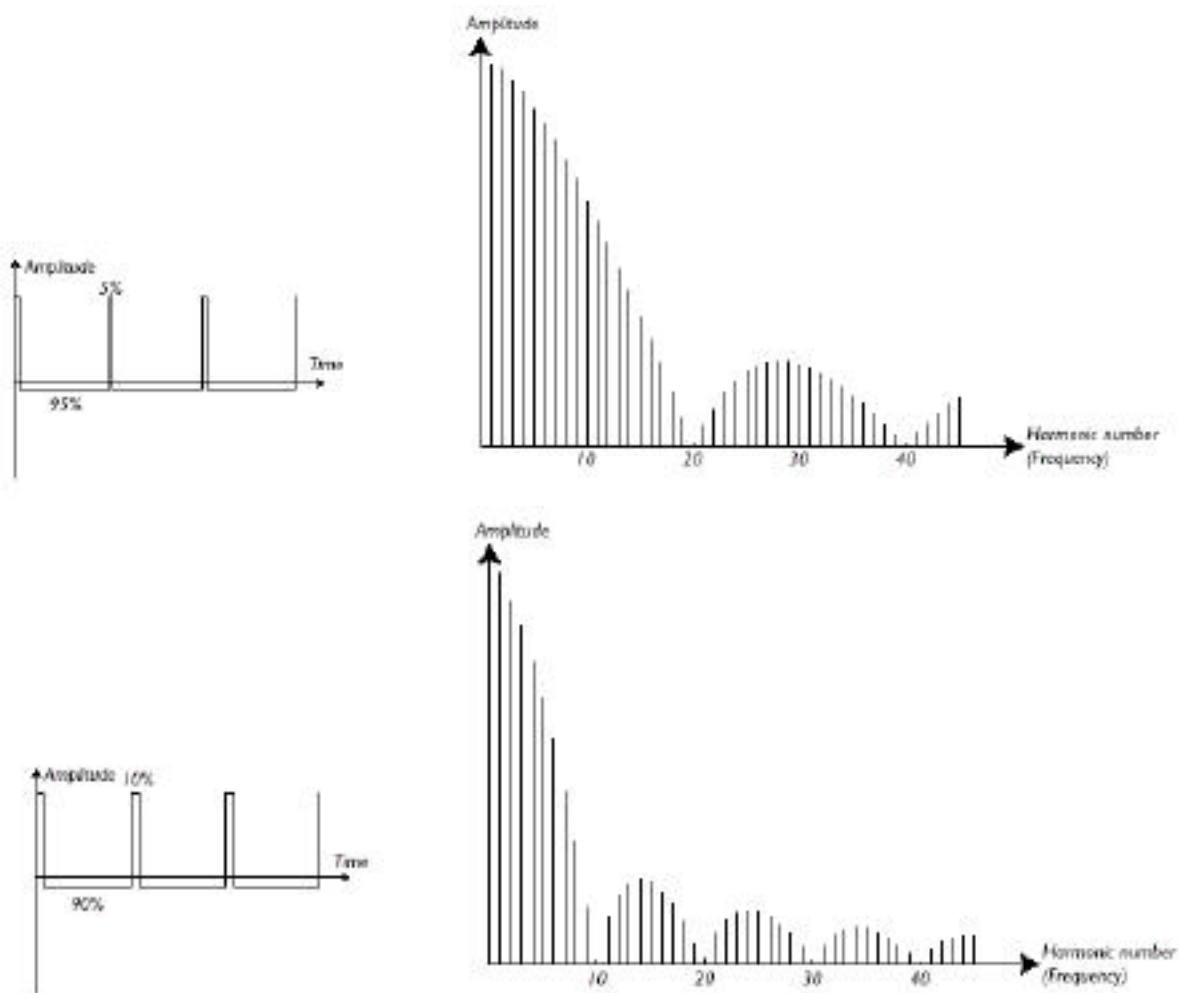 Amplitude
Amplitude
5%
Time
95%
10
20
30
40
Harmonic number
(Frequency)
Amplitude
Amplitude 10%
Time
90%
10
20
30
40
Harmonic number
(Frequency)